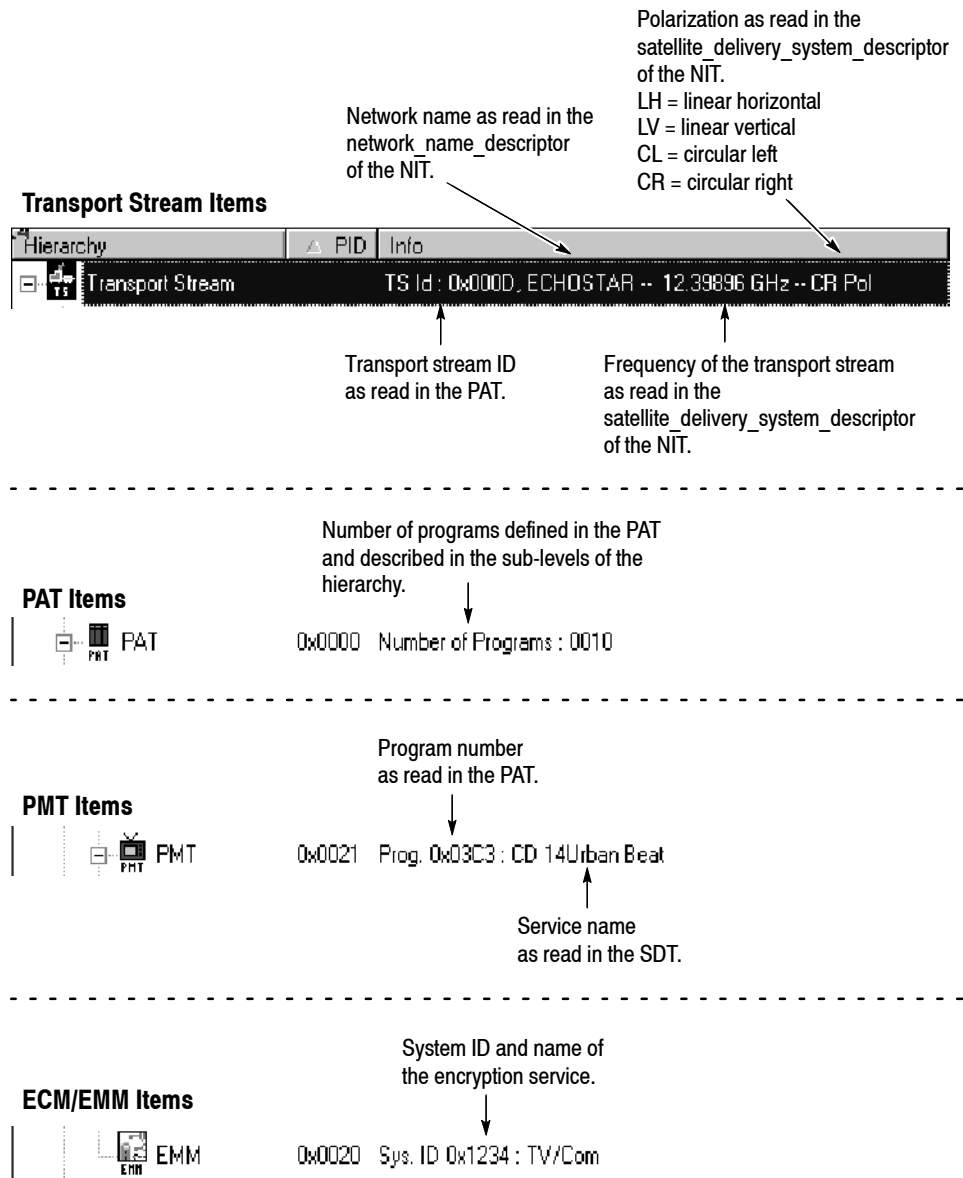 Polarization as read in the
satellite_delivery_system_descriptor
of the NIT.
LH = linear horizontal
LV = linear vertical
CL = circular left
CR = circular right
Network name as read in the
network_name_descriptor
of the NIT.
Transport Stream Items
Hierarchy PID Info
TS Transport Stream TS Id : 0x000D, ECHOSTAR -- 12.39896 GHz -- CR Pol
Transport stream ID
as read in the PAT.
Frequency of the transport stream
as read in the
satellite_delivery_system_descriptor
of the NIT.
Number of programs defined in the PAT
and described in the sub-levels of the
hierarchy.
PAT Items
PAT PAT 0x0000 Number of Programs : 0010
Program number
as read in the PAT.
PMT Items
PMT PMT 0x0021 Prog. 0x03C3 : CD 14Urban Beat
Service name
as read in the SDT.
System ID and name of
the encryption service.
ECM/EMM Items
EMM EMM 0x0020 Sys. ID 0x1234 : TV/Com